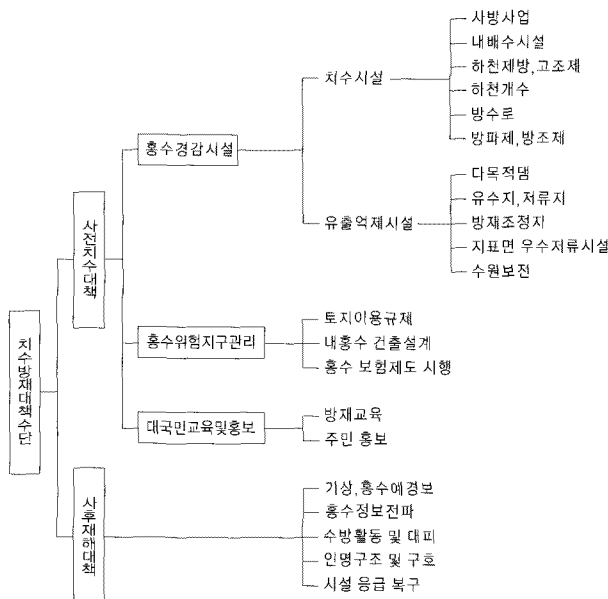 치수방재대책수단
사전치수대책
홍수경감시설
치수시설
사방사업
내배수시설
하천제방,고조제
하천개수
방수로
방파제,방조제
유출억제시설
다목적댐
유수지,저류지
방재조정지
지표면 우수저류시설
수원보전
홍수위험지구관리
토지이용규제
내홍수 건출설계
홍수 보험제도 시행
대국민교육및홍보
방재교육
주민 홍보
사후재해대책
기상,홍수예경보
홍수정보전파
수방활동 및 대피
인명구조 및 구호
시설 응급 복구